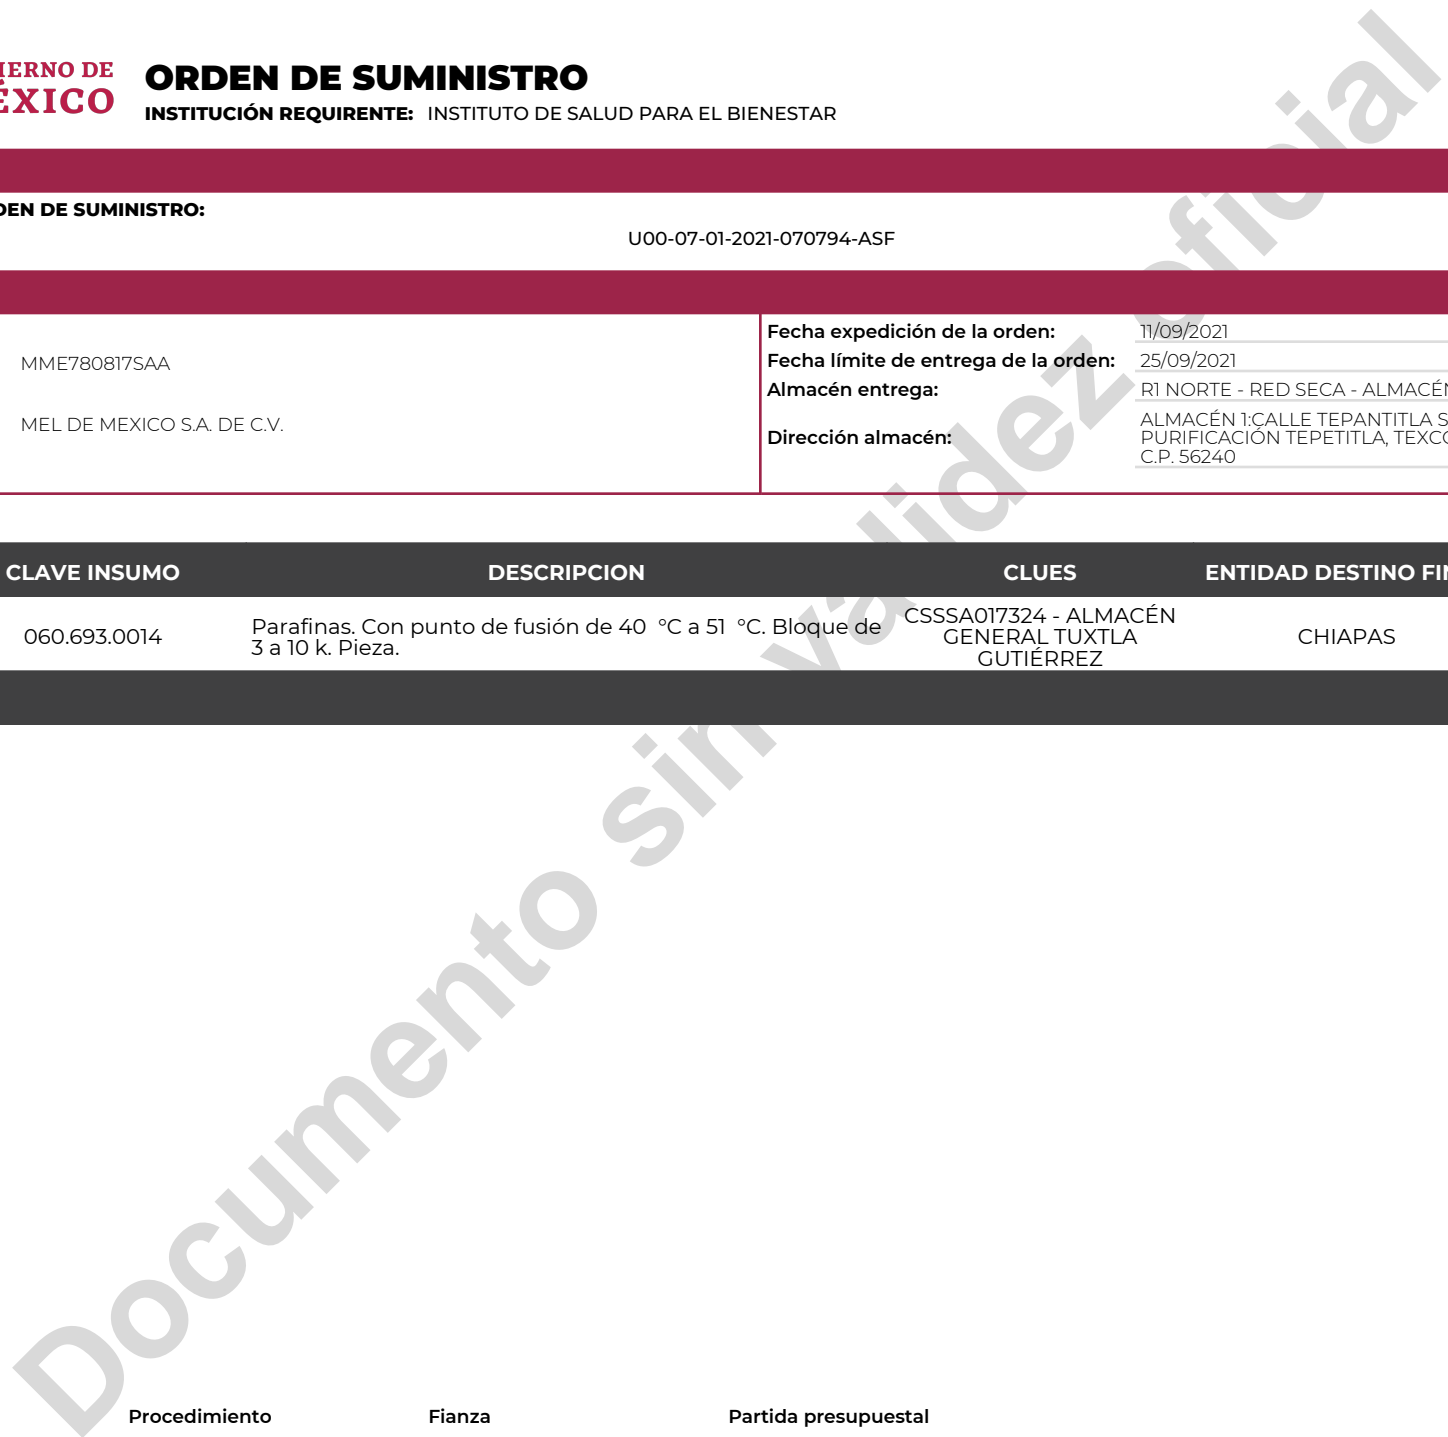 IERNO DE
ÉXICO
ORDEN DE SUMINISTRO
INSTITUCIÓN REQUIRENTE: INSTITUTO DE SALUD PARA EL BIENESTAR
DEN DE SUMINISTRO:
U00-07-01-2021-070794-ASF
MME780817SAA
MEL DE MEXICO S.A. DE C.V.
Fecha expedición de la orden: 11/09/2021
Fecha límite de entrega de la orden: 25/09/2021
Almacén entrega: R1 NORTE - RED SECA - ALMACÉN
Dirección almacén: ALMACÉN 1:CALLE TEPANTITLA S
PURIFICACIÓN TEPETITLA, TEXCO
C.P. 56240
CLAVE INSUMO DESCRIPCION CLUES ENTIDAD DESTINO FIN
060.693.0014
Parafinas. Con punto de fusión de 40 °C a 51 °C. Bloque de
3 a 10 k. Pieza.
CSSSA017324 - ALMACÉN
GENERAL TUXTLA
GUTIÉRREZ
CHIAPAS
Documento sin validez oficial
Procedimiento Fianza Partida presupuestal